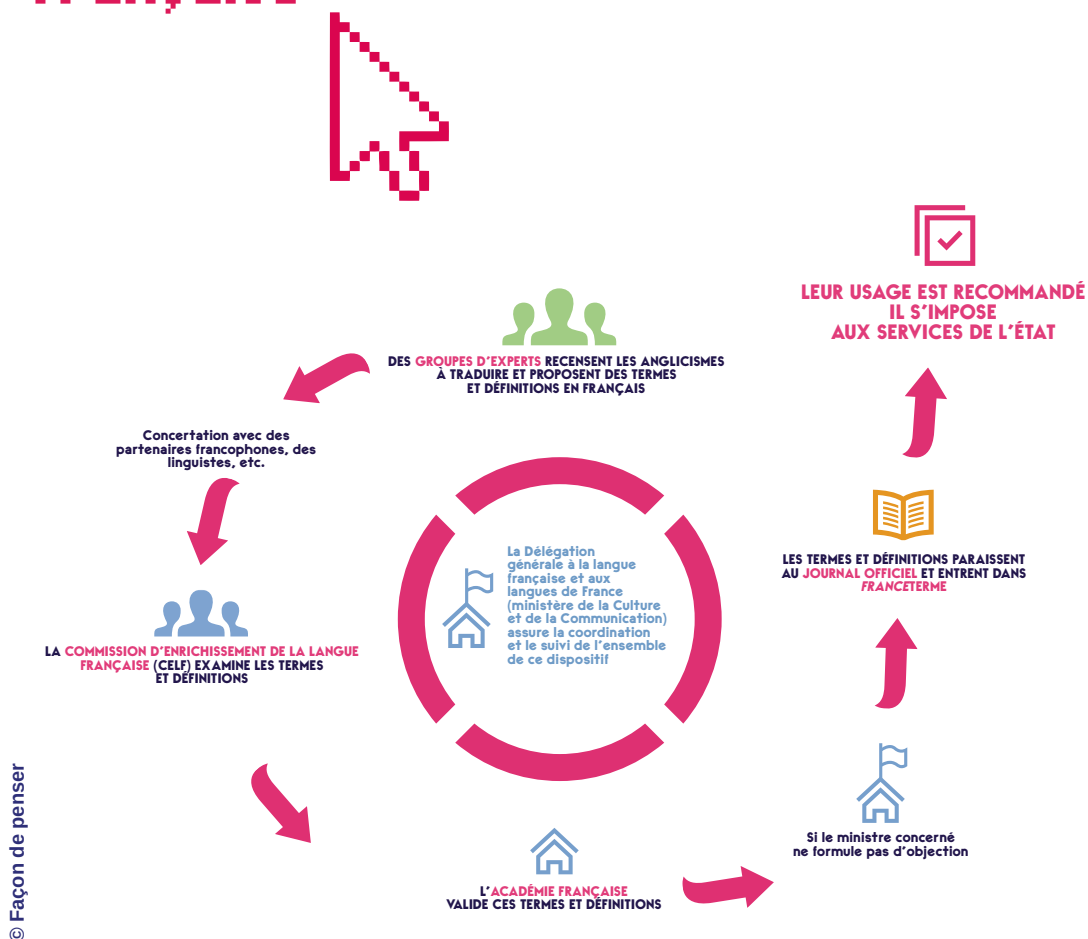 DES GROUPES D'EXPERTS RECENSENT LES ANGLICISMES
À TRADUIRE ET PROPOSENT DES TERMES
ET DÉFINITIONS EN FRANÇAIS
Concertation avec des
partenaires francophones, des
linguistes, etc.
LA COMMISSION D'ENRICHISSEMENT DE LA LANGUE
FRANÇAISE (CELF) EXAMINE LES TERMES
ET DÉFINITIONS
La Délégation
générale à la langue
française et aux
langues de France
(ministère de la Culture
et de la Communication)
assure la coordination
et le suivi de l'ensemble
de ce dispositif
L'ACADÉMIE FRANÇAISE
VALIDE CES TERMES ET DÉFINITIONS
Si le ministre concerné
ne formule pas d'objection
LES TERMES ET DÉFINITIONS PARAISSENT
AU JOURNAL OFFICIEL ET ENTRENT DANS
FRANCETERME
LEUR USAGE EST RECOMMANDÉ
IL S'IMPOSE
AUX SERVICES DE L'ÉTAT
© Façon de penser